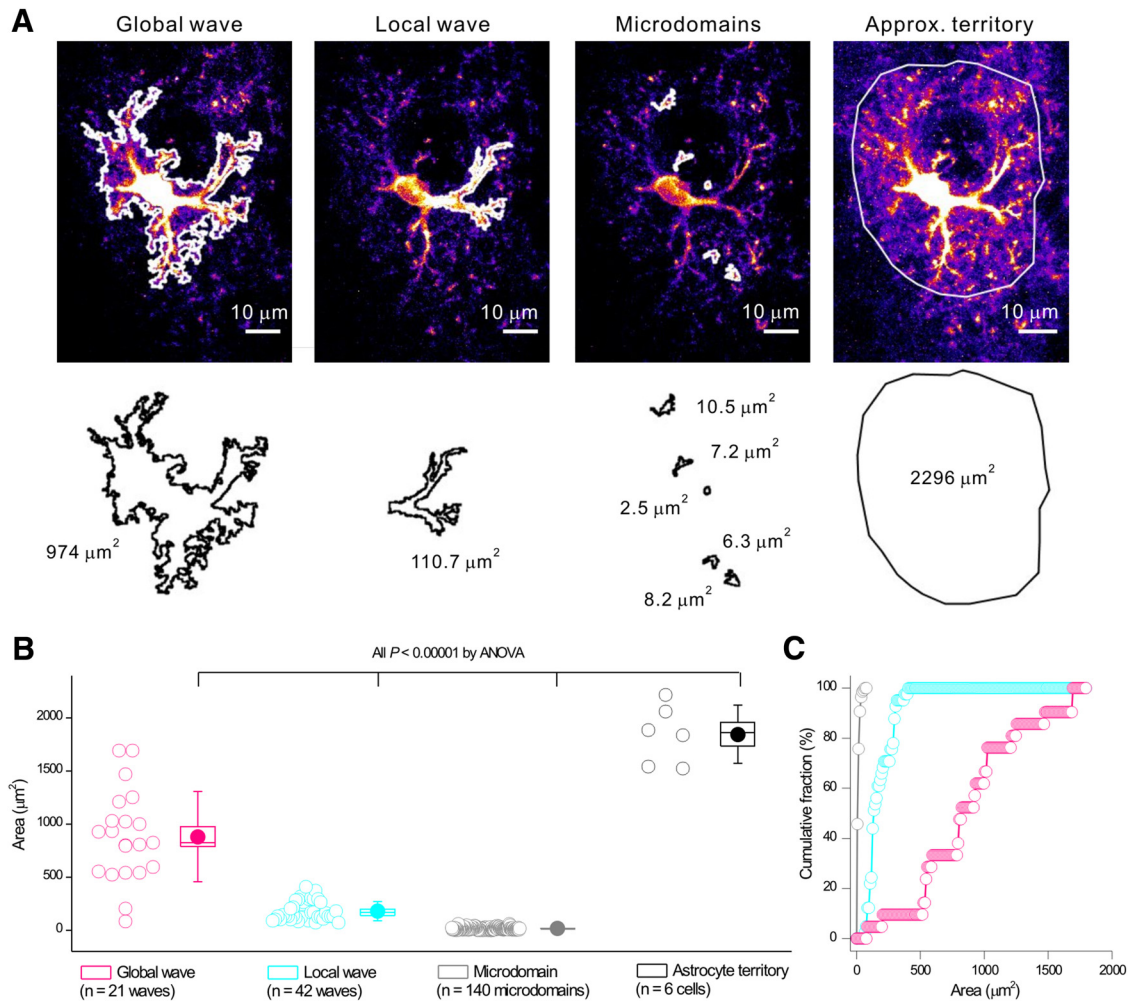 A
Global wave
Local wave
Microdomains
Approx. territory
10 μm
10 μm
10 μm
10 μm
974 μm²
110.7 μm²
10.5 μm²
7.2 μm²
2.5 μm²
6.3 μm²
8.2 μm²
2296 μm²
B
All P < 0.00001 by ANOVA
Area (μm²)
2000
1500
1000
500
0
Global wave
(n = 21 waves)
Local wave
(n = 42 waves)
Microdomain
(n = 140 microdomains)
Astrocyte territory
(n = 6 cells)
C
Cumulative fraction (%)
100
80
60
40
20
0
0 500 1000 1500 2000
Area (μm²)